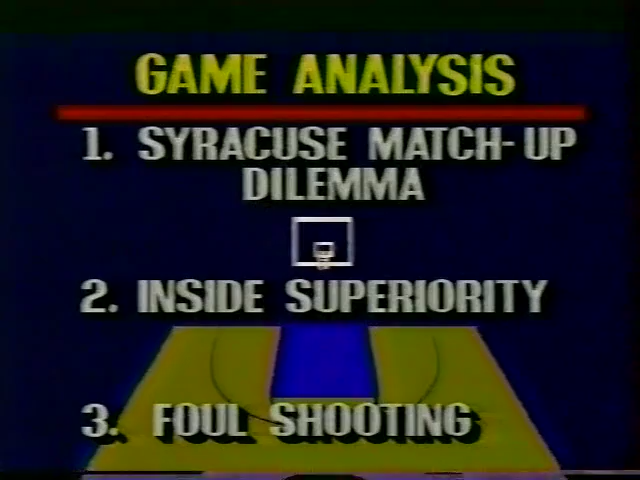 GAME ANALYSIS
1. SYRACUSE MATCH-UP
DILEMMA
2. INSIDE SUPERIORITY
3. FOUL SHOOTING